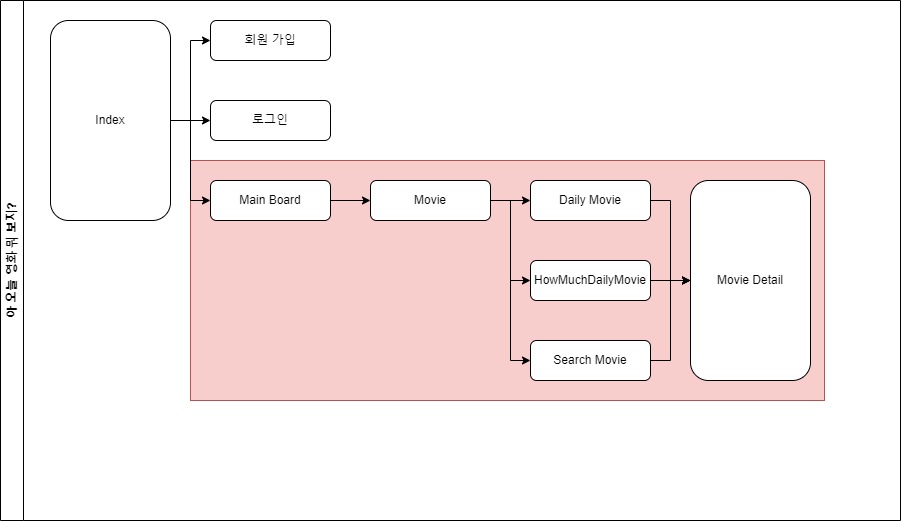 아 오늘 영화 뭐 보지?
Index
회원 가입
로그인
Main Board
Movie
Daily Movie
HowMuchDailyMovie
Search Movie
Movie Detail